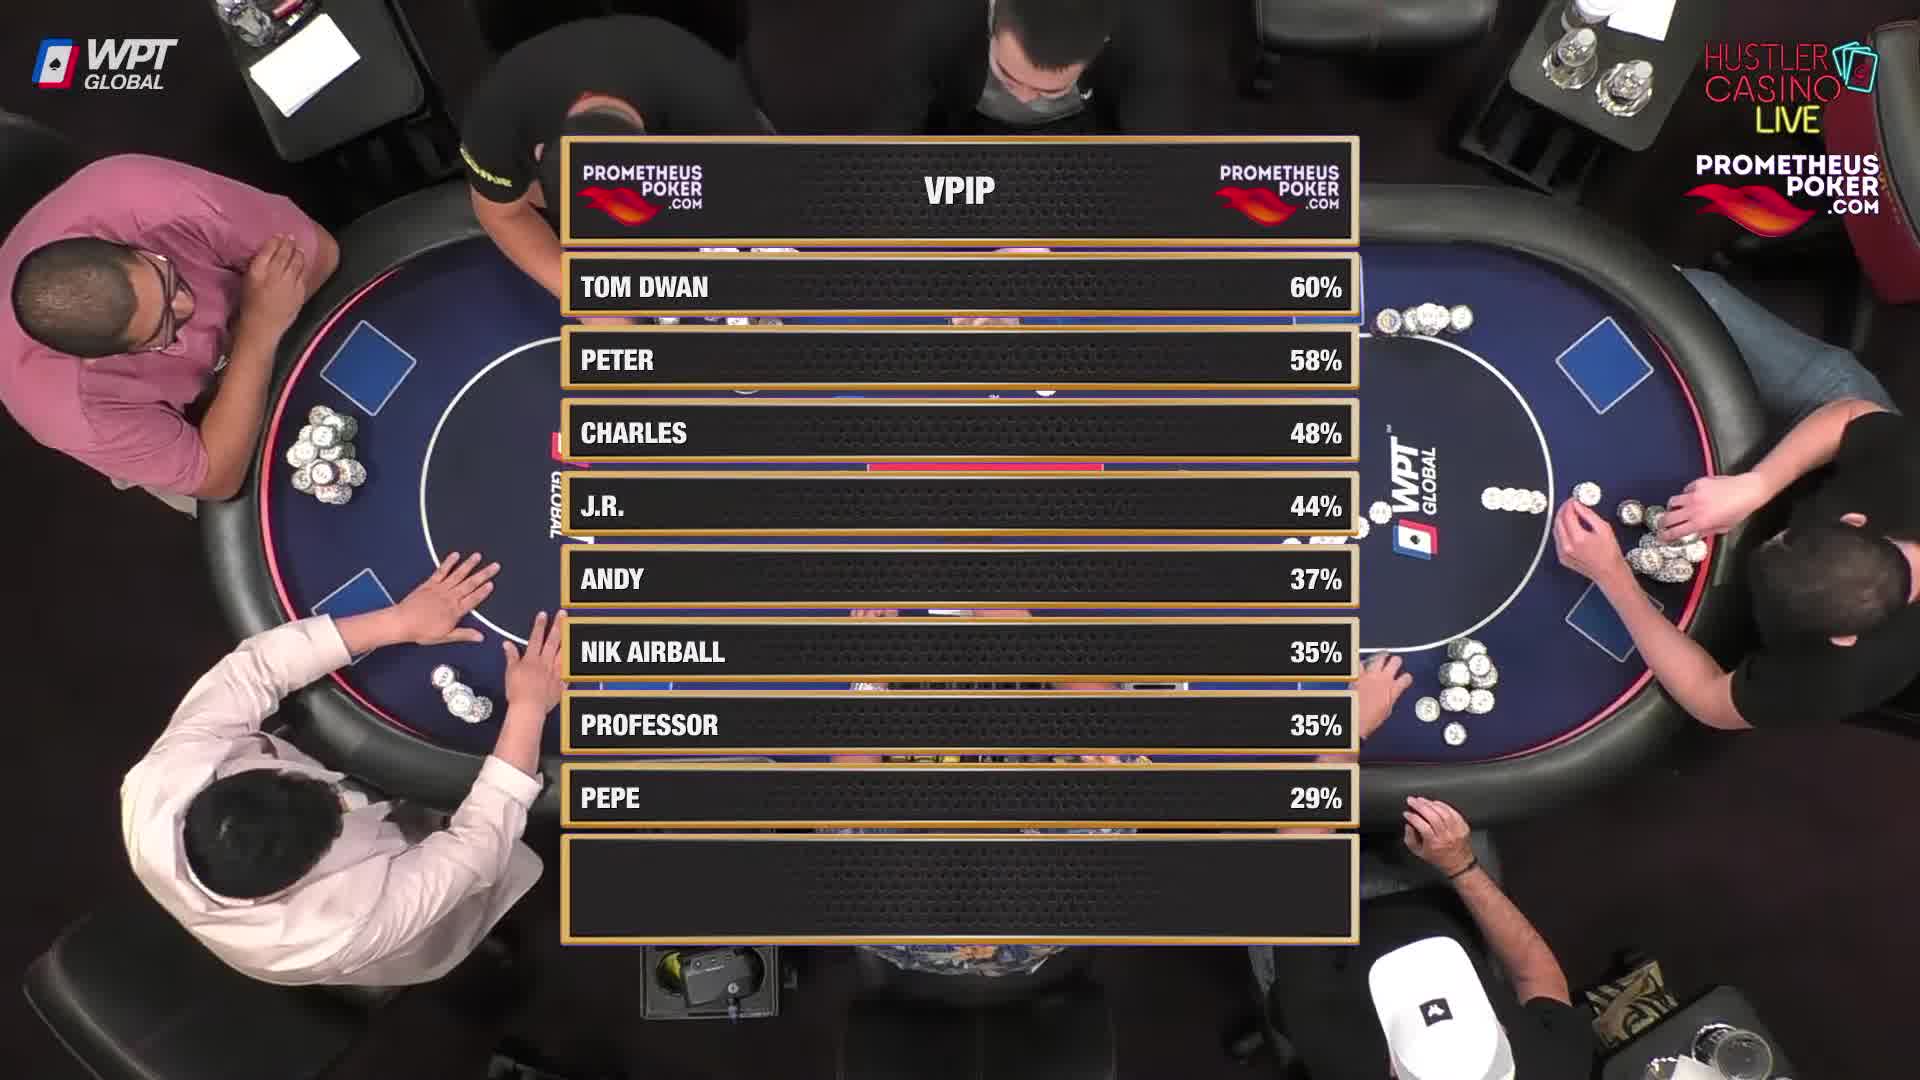 WPT
GLOBAL
HUSTLER
CASINO
LIVE
PROMETHEUS
POKER
.COM
PROMETHEUS
POKER
.COM
VPIP
PROMETHEUS
POKER
.COM
TOM DWAN 60%
PETER 58%
CHARLES 48%
J.R. 44%
ANDY 37%
NIK AIRBALL 35%
PROFESSOR 35%
PEPE 29%
WPT
GLOBAL
GLOBAL